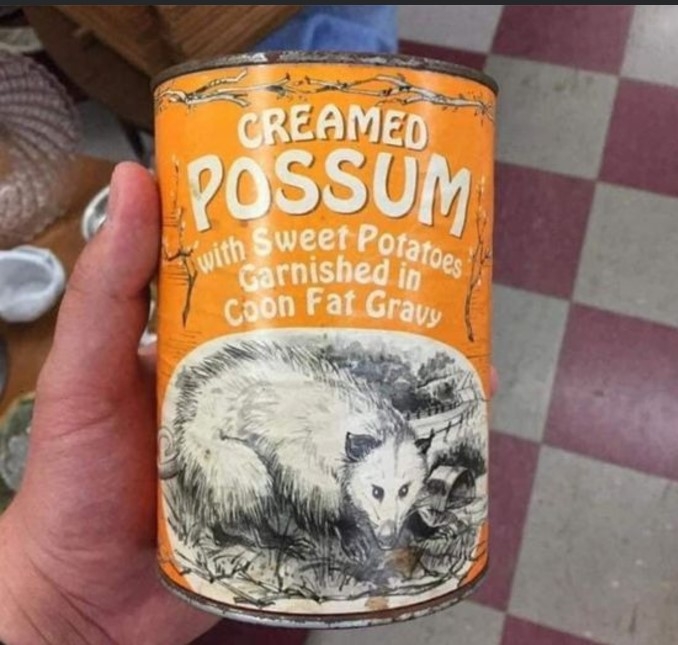 CREAMED
POSSUM
with Sweet Potatoes
Garnished in
Coon Fat Gravy